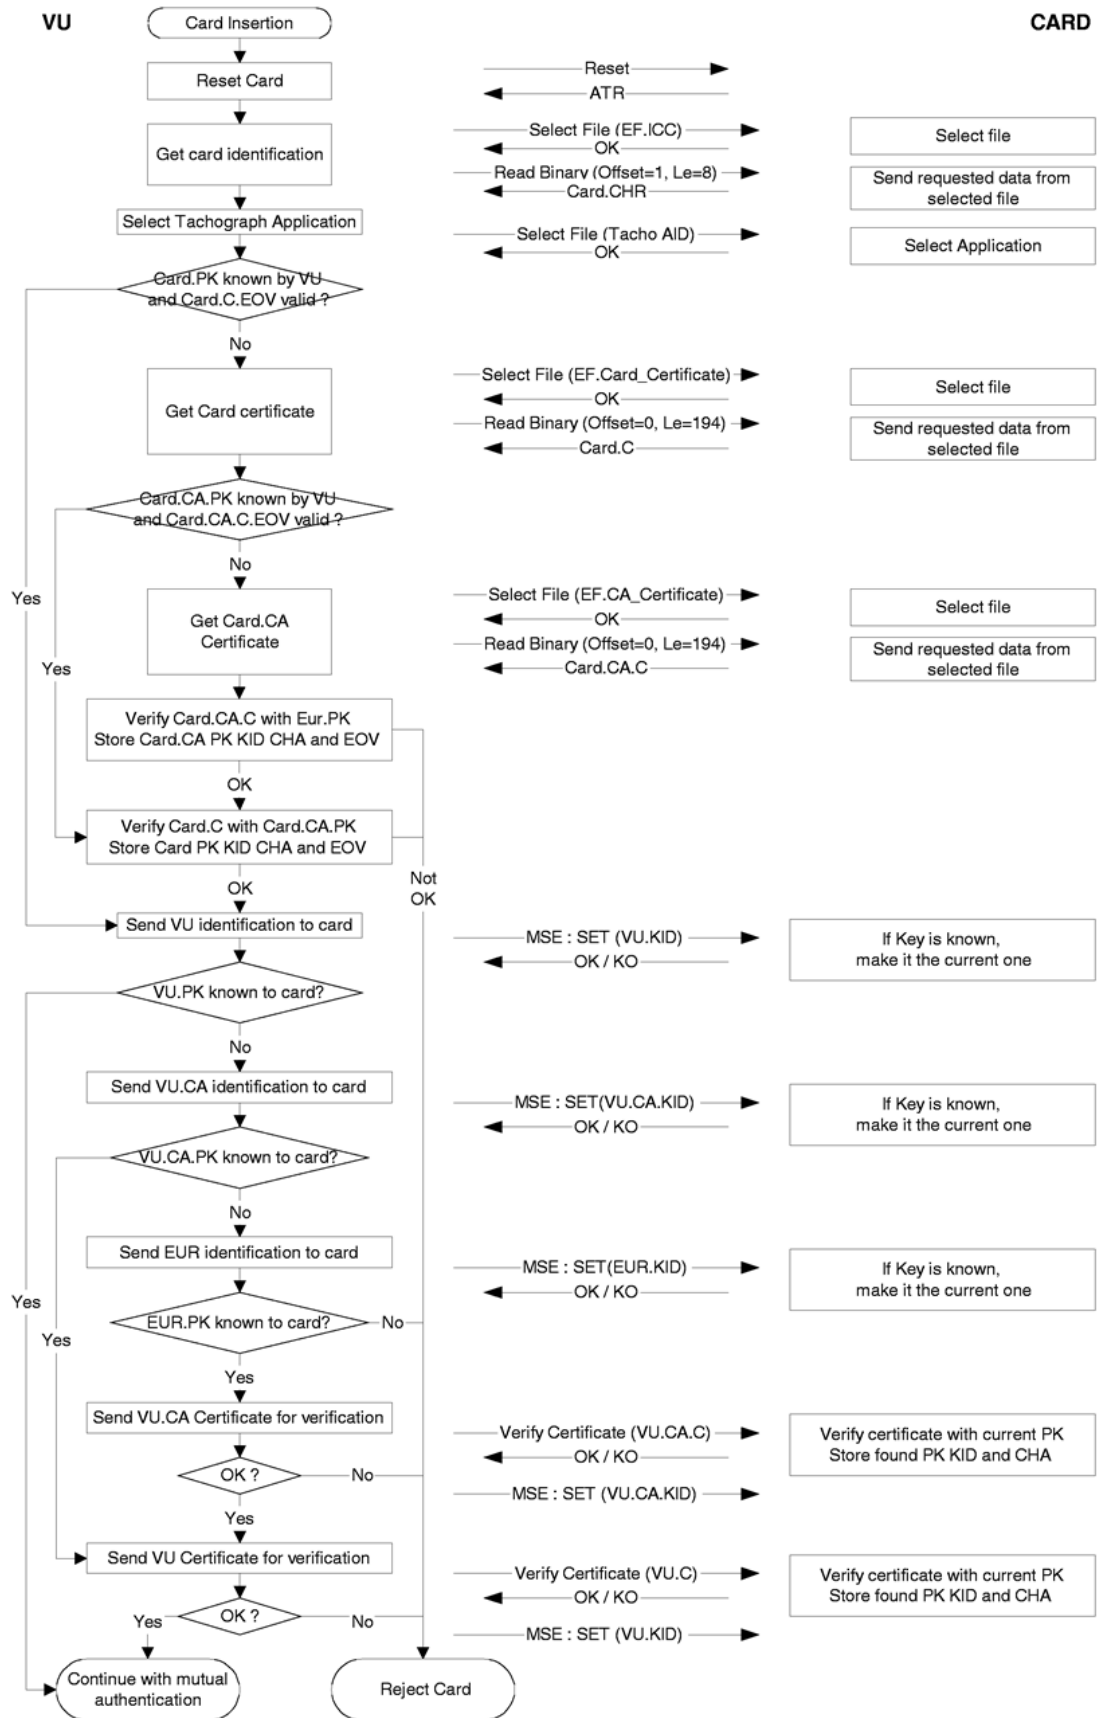 VU
CARD
Card Insertion
Reset Card
Reset
ATR
Get card identification
Select File (EF.ICC)
OK
Select file
Read Binary (Offset=1, Le=8)
Card.CHR
Send requested data from
selected file
Select Tachograph Application
Select File (Tacho AID)
OK
Select Application
Card.PK known by VU
and Card.C.EOV valid ?
No
Get Card certificate
Select File (EF.Card_Certificate)
OK
Select file
Read Binary (Offset=0, Le=194)
Card.C
Send requested data from
selected file
Card.CA.PK known by VU
and Card.CA.C.EOV valid ?
No
Yes
Get Card.CA
Certificate
Select File (EF.CA_Certificate)
OK
Select file
Read Binary (Offset=0, Le=194)
Card.CA.C
Send requested data from
selected file
Yes
Verify Card.CA.C with Eur.PK
Store Card.CA PK KID CHA and EOV
OK
Verify Card.C with Card.CA.PK
Store Card PK KID CHA and EOV
OK
Not
OK
Send VU identification to card
MSE : SET (VU.KID)
OK / KO
If Key is known,
make it the current one
VU.PK known to card?
No
Send VU.CA identification to card
MSE : SET(VU.CA.KID)
OK / KO
If Key is known,
make it the current one
VU.CA.PK known to card?
No
Send EUR identification to card
MSE : SET(EUR.KID)
OK / KO
If Key is known,
make it the current one
Yes
EUR.PK known to card?
No
Yes
Yes
Send VU.CA Certificate for verification
Verify Certificate (VU.CA.C)
OK / KO
Verify certificate with current PK
Store found PK KID and CHA
OK ?
No
MSE : SET (VU.CA.KID)
Yes
Send VU Certificate for verification
Verify Certificate (VU.C)
OK / KO
Verify certificate with current PK
Store found PK KID and CHA
OK ?
Yes
No
MSE : SET (VU.KID)
Continue with mutual
authentication
Reject Card